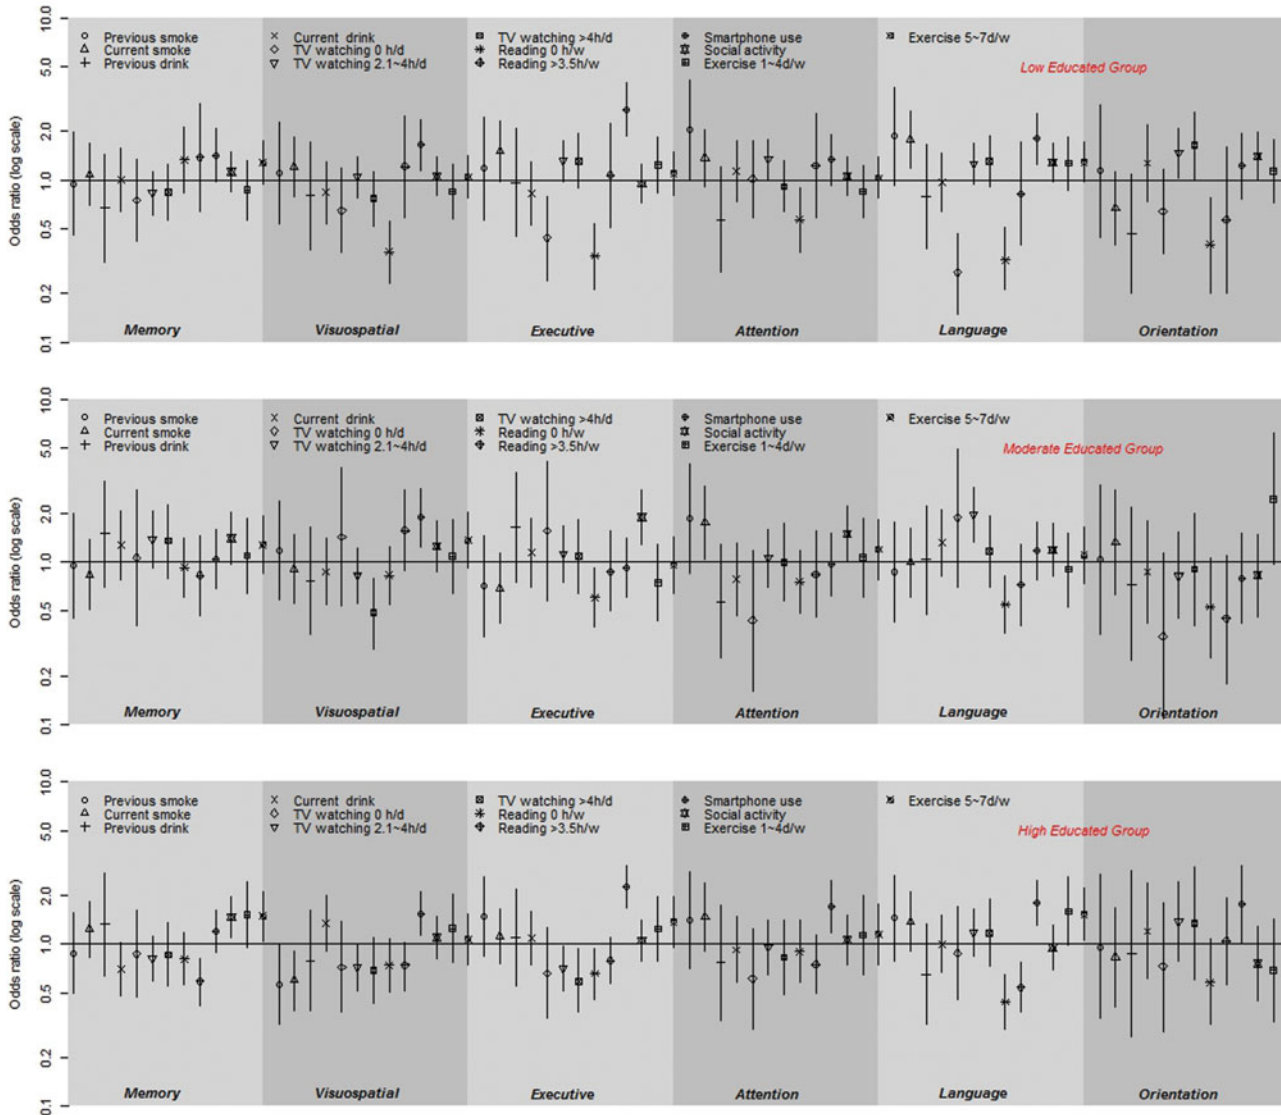 10.0
Previous smoke Current drink TV watching >4h/d Smartphone use Exercise 5~7d/w
Current smoke TV watching 0 h/d Reading 0 h/w Social activity
Previous drink TV watching 2.1~4h/d Reading >3.5h/w Exercise 1~4d/w
5.0
Low Educated Group
2.0
1.0
0.5
0.2
0.1
Odds ratio (log scale)
Memory Visuospatial Executive Attention Language Orientation
10.0
Previous smoke Current drink TV watching >4h/d Smartphone use Exercise 5~7d/w
Current smoke TV watching 0 h/d Reading 0 h/w Social activity
Previous drink TV watching 2.1~4h/d Reading >3.5h/w Exercise 1~4d/w
5.0
Moderate Educated Group
2.0
1.0
0.5
0.2
0.1
Odds ratio (log scale)
Memory Visuospatial Executive Attention Language Orientation
10.0
Previous smoke Current drink TV watching >4h/d Smartphone use Exercise 5~7d/w
Current smoke TV watching 0 h/d Reading 0 h/w Social activity
Previous drink TV watching 2.1~4h/d Reading >3.5h/w Exercise 1~4d/w
5.0
High Educated Group
2.0
1.0
0.5
0.2
0.1
Odds ratio (log scale)
Memory Visuospatial Executive Attention Language Orientation